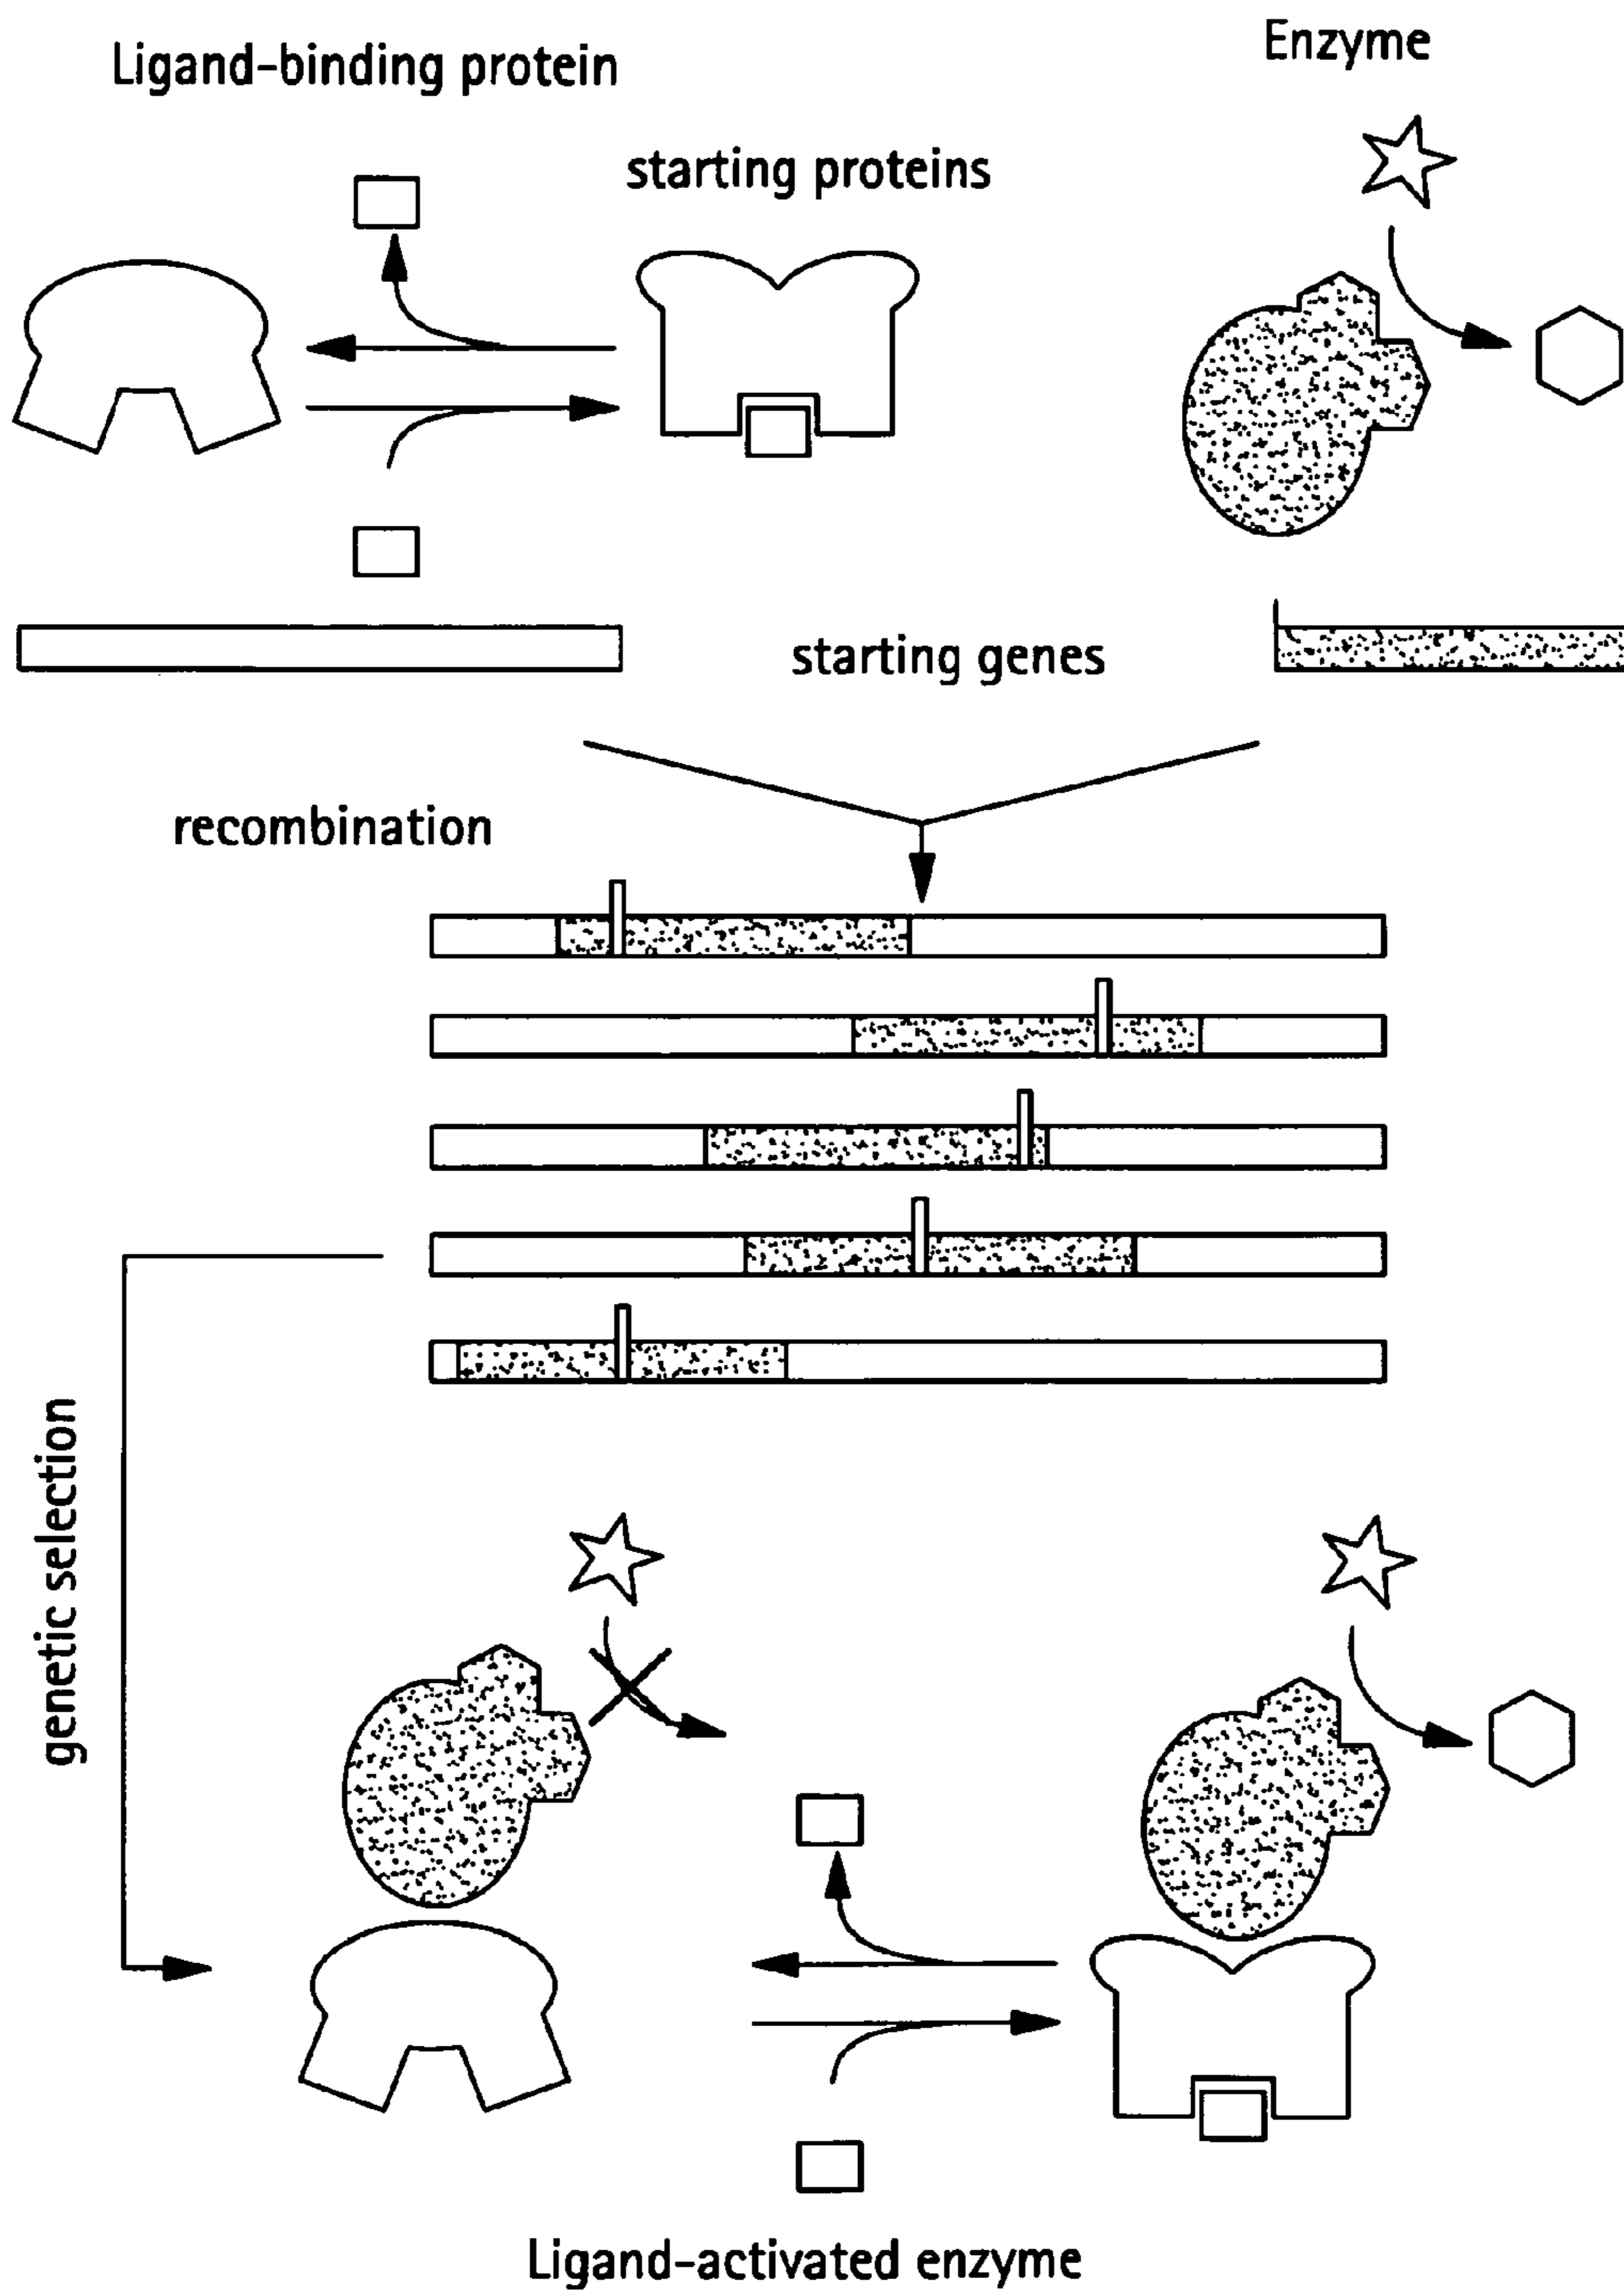 Ligand-binding protein
Enzyme
starting proteins
starting genes
recombination
genetic selection
Ligand-activated enzyme